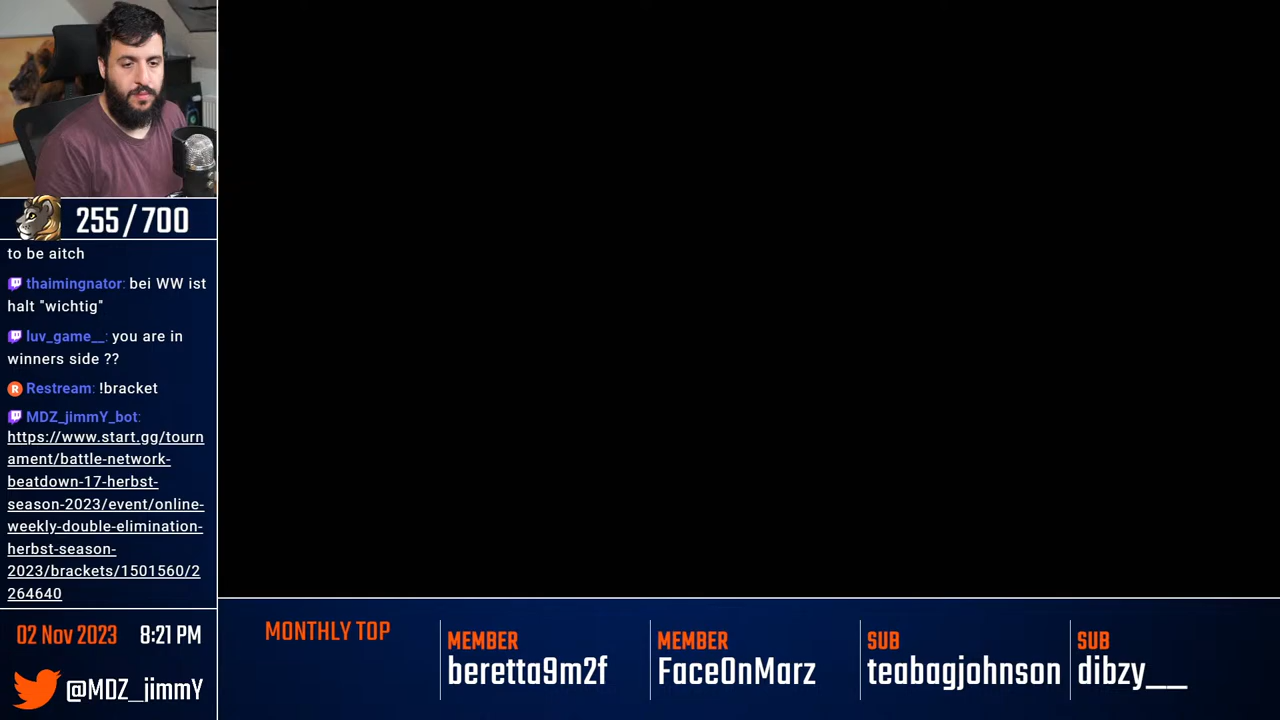 255/700
to be aitch
thaimingnator: bei WW ist
halt "wichtig"
luv_game__: you are in
winners side ??
Restream: !bracket
MDZ_jimmY_bot:
https://www.start.gg/tourn
ament/battle-network-
beatdown-17-herbst-
season-2023/event/online-
weekly-double-elimination-
herbst-season-
2023/brackets/1501560/2
264640
02 Nov 2023 8:21 PM
@MDZ_jimmY
MONTHLY TOP
MEMBER
beretta9m2f
MEMBER
FaceOnMarz
SUB
teabagjohnson
SUB
dibzy__